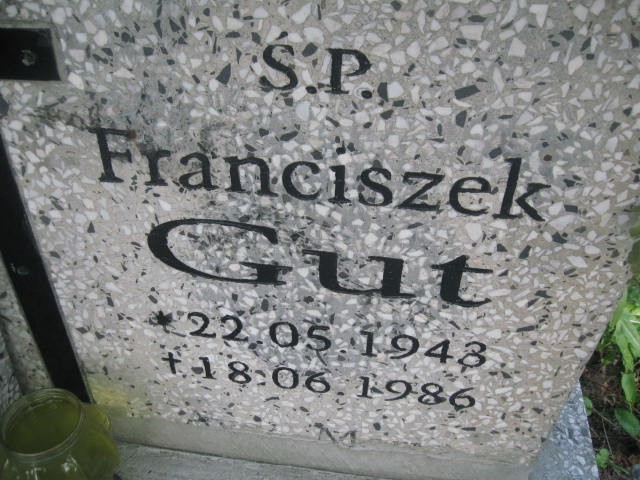 Ś.P.
Franciszek
Gut
* 22.05.1943
† 18.06.1986
M